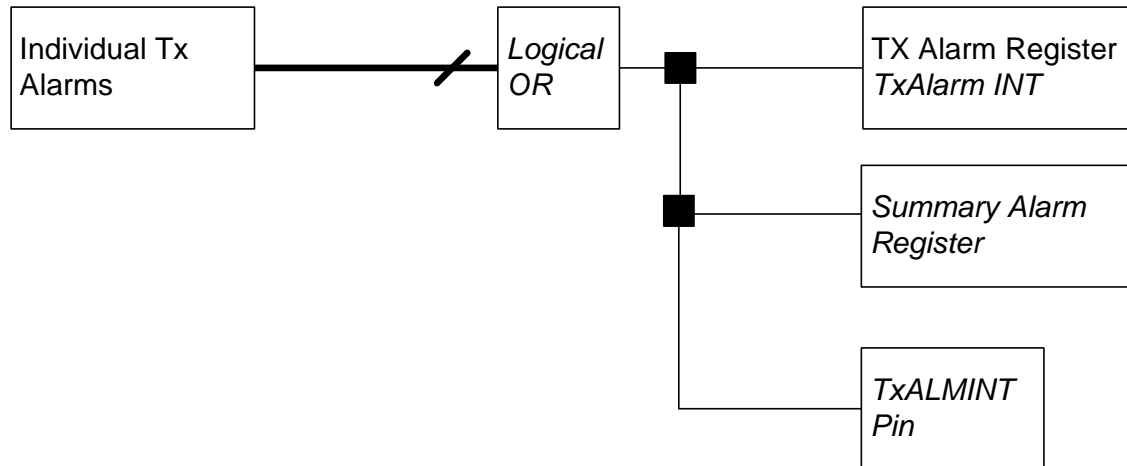 Individual Tx
Alarms
Logical
OR
TX Alarm Register
TxAlarm INT
Summary Alarm
Register
TxALMINT
Pin